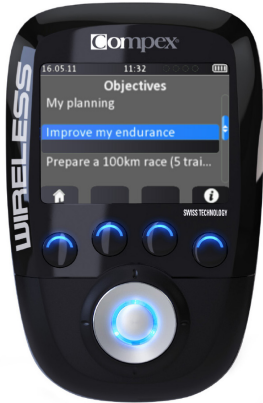 Compex
16.05.11 11:32
Objectives
My planning
Improve my endurance
Prepare a 100km race (5 trai...
i
SWISS TECHNOLOGY
WIRELESS